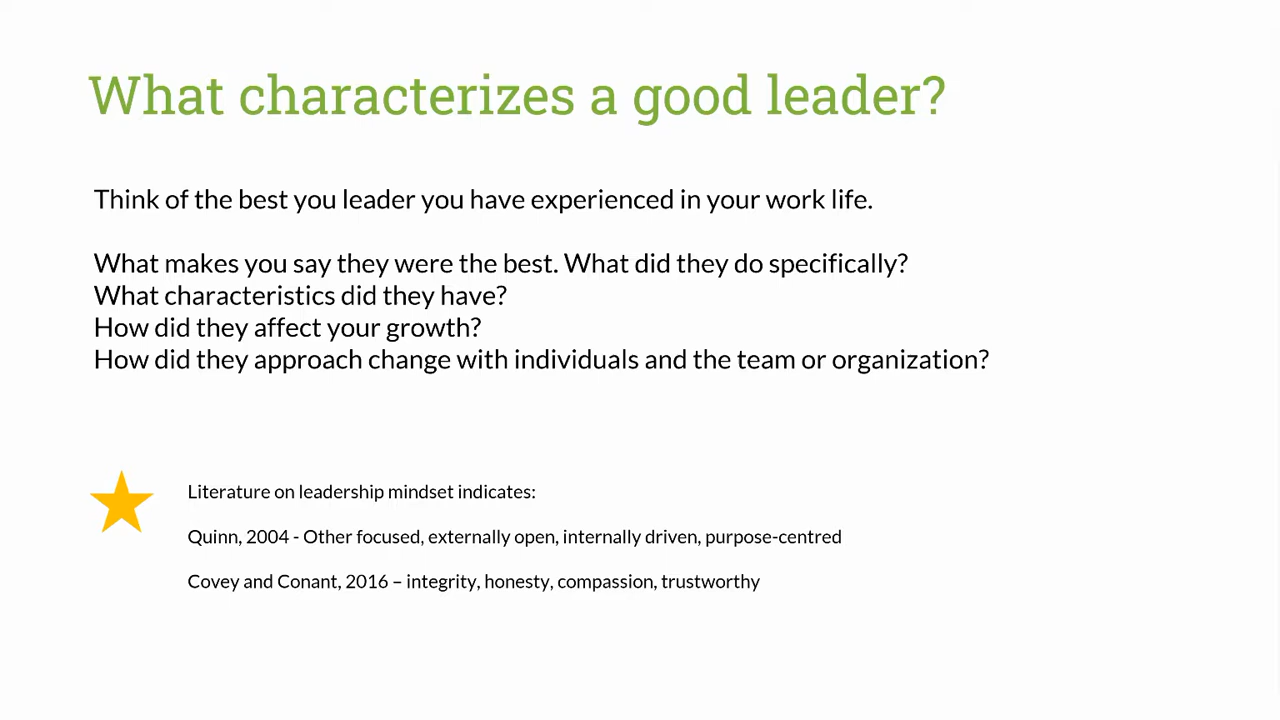 What characterizes a good leader?
Think of the best you leader you have experienced in your work life.
What makes you say they were the best. What did they do specifically?
What characteristics did they have?
How did they affect your growth?
How did they approach change with individuals and the team or organization?
Literature on leadership mindset indicates:
Quinn, 2004 - Other focused, externally open, internally driven, purpose-centred
Covey and Conant, 2016 – integrity, honesty, compassion, trustworthy